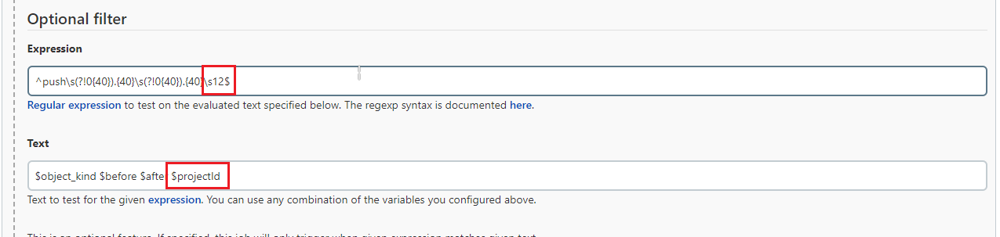 Optional filter
Expression
^push\s(?!0{40}).{40}\s(?!0{40}).{40}\s12$
Regular expression to test on the evaluated text specified below. The regexp syntax is documented here.
Text
$object_kind $before $after $projectId
Text to test for the given expression. You can use any combination of the variables you configured above.
This is an optional feature. If specified, this job will only trigger when given expression matches given text.